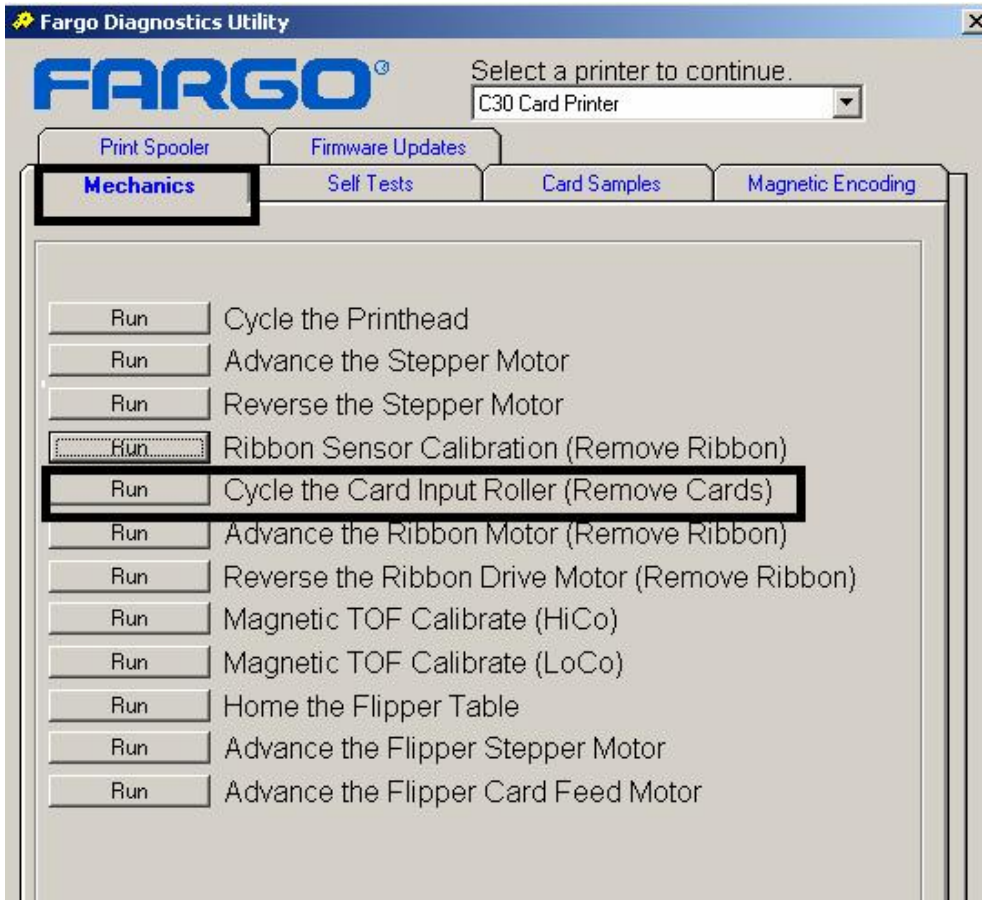 Fargo Diagnostics Utility
FARGO®
Select a printer to continue.
C30 Card Printer
Print Spooler Firmware Updates
Mechanics Self Tests Card Samples Magnetic Encoding
Run Cycle the Printhead
Run Advance the Stepper Motor
Run Reverse the Stepper Motor
Run Ribbon Sensor Calibration (Remove Ribbon)
Run Cycle the Card Input Roller (Remove Cards)
Run Advance the Ribbon Motor (Remove Ribbon)
Run Reverse the Ribbon Drive Motor (Remove Ribbon)
Run Magnetic TOF Calibrate (HiCo)
Run Magnetic TOF Calibrate (LoCo)
Run Home the Flipper Table
Run Advance the Flipper Stepper Motor
Run Advance the Flipper Card Feed Motor